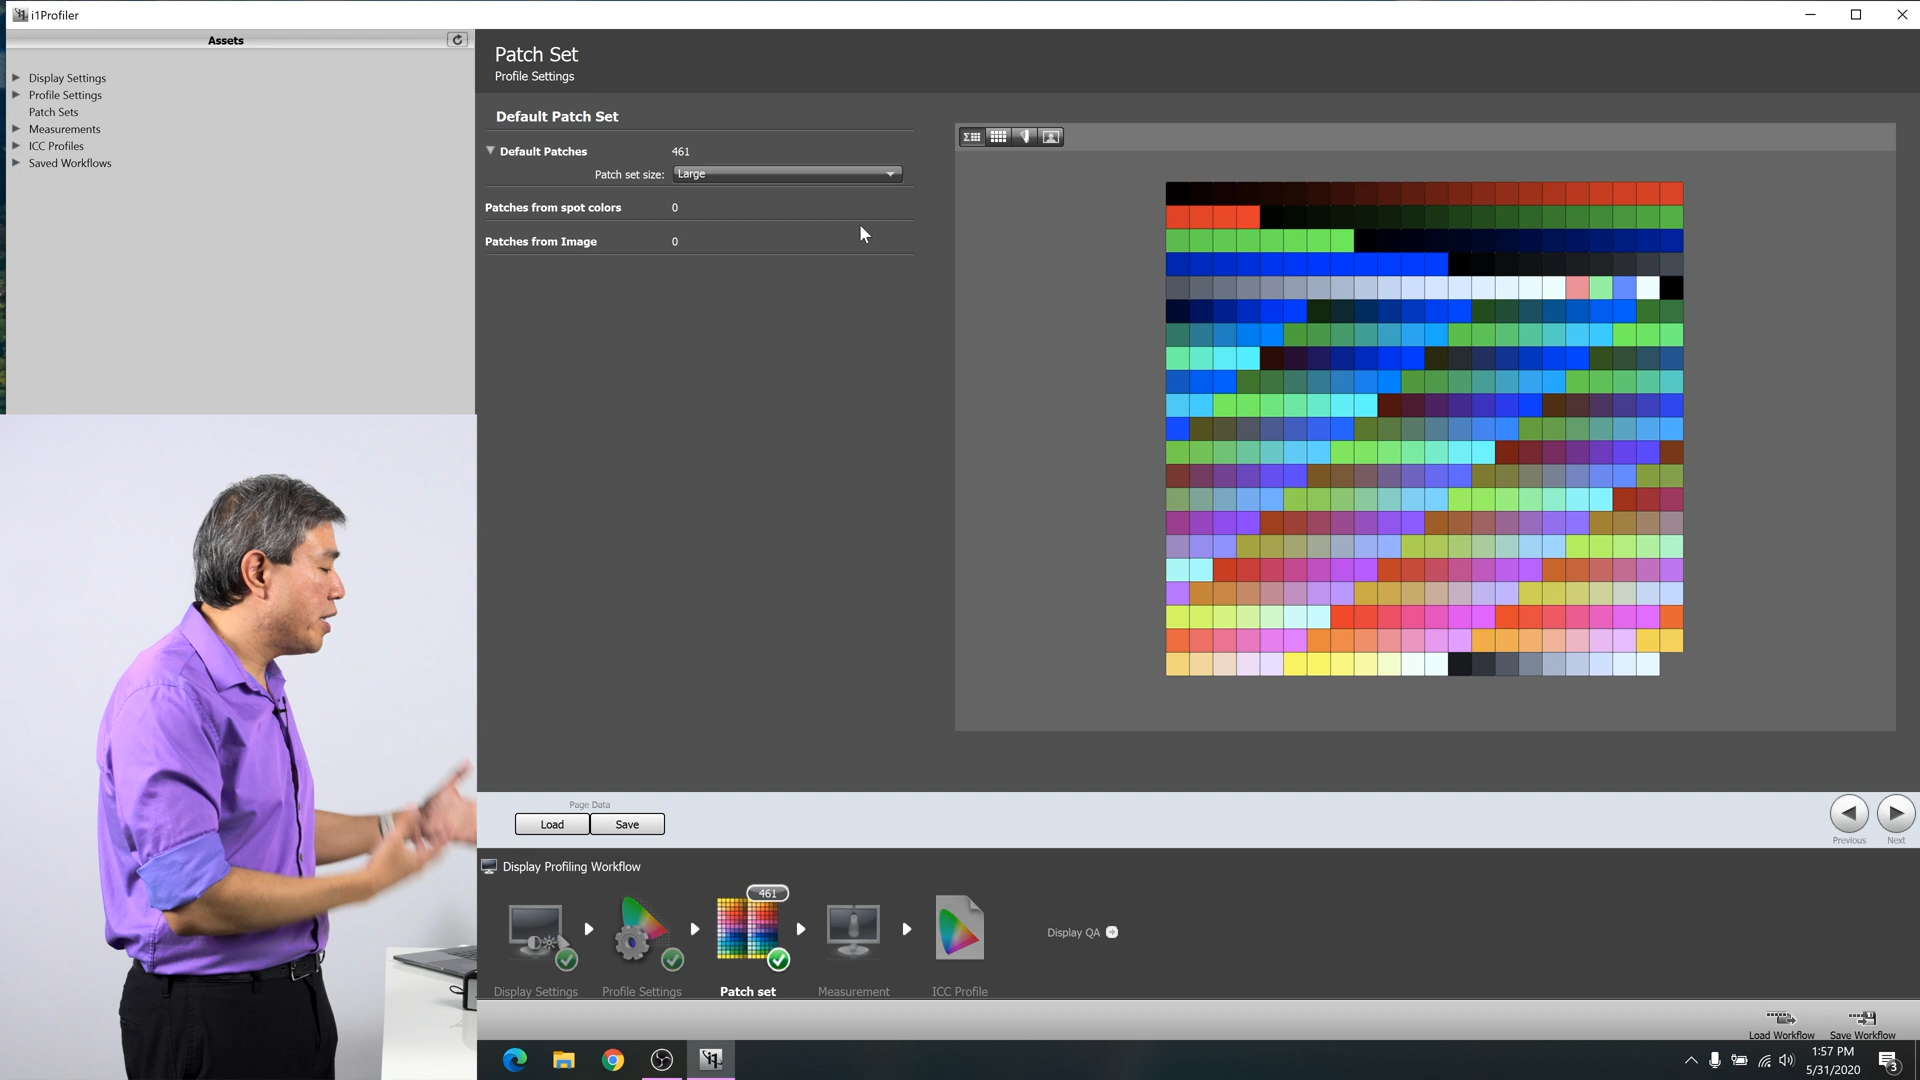 i1Profiler
Assets
Display Settings
Profile Settings
Patch Sets
Measurements
ICC Profiles
Saved Workflows
Patch Set
Profile Settings
Default Patch Set
Default Patches 461
Patch set size: Large
Patches from spot colors 0
Patches from Image 0
Page Data
Load Save
Previous Next
Display Profiling Workflow
461
Display QA
Display Settings Profile Settings Patch set Measurement ICC Profile
Load Workflow Save Workflow
1:57 PM
5/31/2020
3